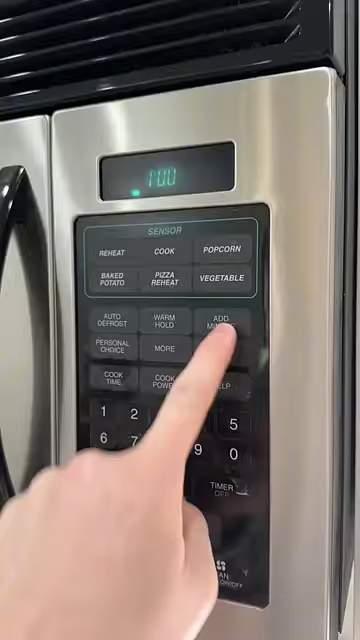 1:00
SENSOR
REHEAT COOK POPCORN
BAKED POTATO PIZZA REHEAT VEGETABLE
AUTO DEFROST WARM HOLD ADD
PERSONAL CHOICE MORE
COOK TIME COOK
1 2 5
6 9 0
TIMER
OFF